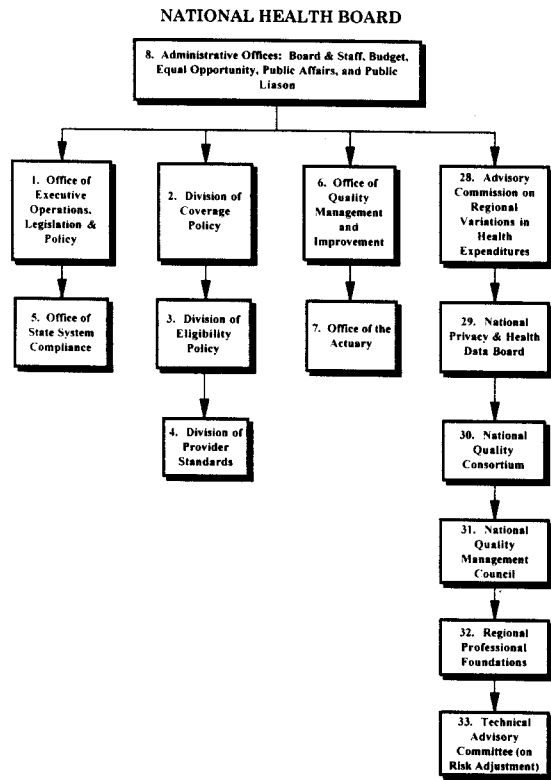 NATIONAL HEALTH BOARD
8. Administrative Offices: Board & Staff, Budget,
Equal Opportunity, Public Affairs, and Public
Liason
1. Office of
Executive
Operations,
Legislation &
Policy
5. Office of
State System
Compliance
2. Division of
Coverage
Policy
3. Division of
Eligibility
Policy
4. Division of
Provider
Standards
6. Office of
Quality
Management
and
Improvement
7. Office of the
Actuary
28. Advisory
Commission on
Regional
Variations in
Health
Expenditures
29. National
Privacy & Health
Data Board
30. National
Quality
Consortium
31. National
Quality
Management
Council
32. Regional
Professional
Foundations
33. Technical
Advisory
Committee (on
Risk Adjustment)